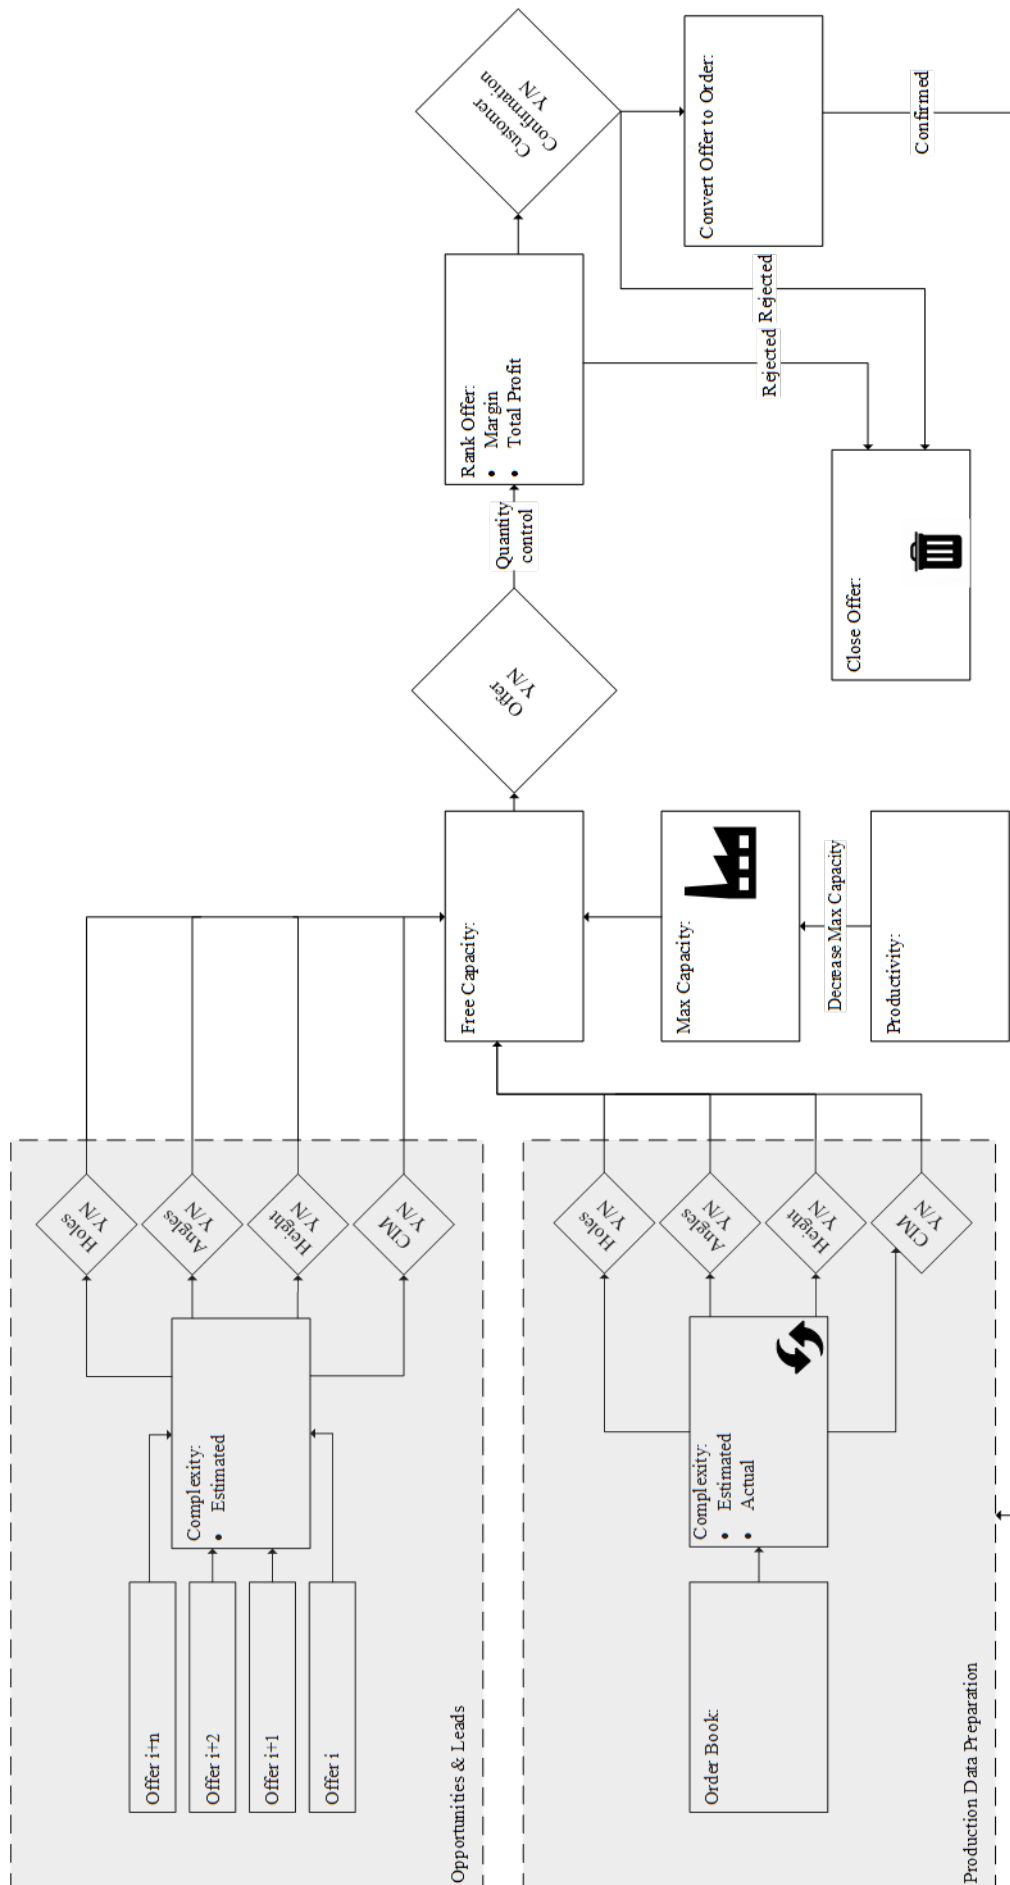 Opportunities & Leads
Offer i+n
Offer i+2
Offer i+1
Offer i
Complexity:
• Estimated
Holes
Y/N
Angles
Y/N
Height
Y/N
CIM
Y/N
Production Data Preparation
Order Book:
Complexity:
• Estimated
• Actual
Holes
Y/N
Angles
Y/N
Height
Y/N
CIM
Y/N
Free Capacity:
Max Capacity:
Decrease Max Capacity
Productivity:
Offer
Y/N
Quantity
control
Rank Offer:
• Margin
• Total Profit
Customer
Confirmation
Y/N
Rejected
Rejected
Close Offer:
Convert Offer to Order:
Confirmed